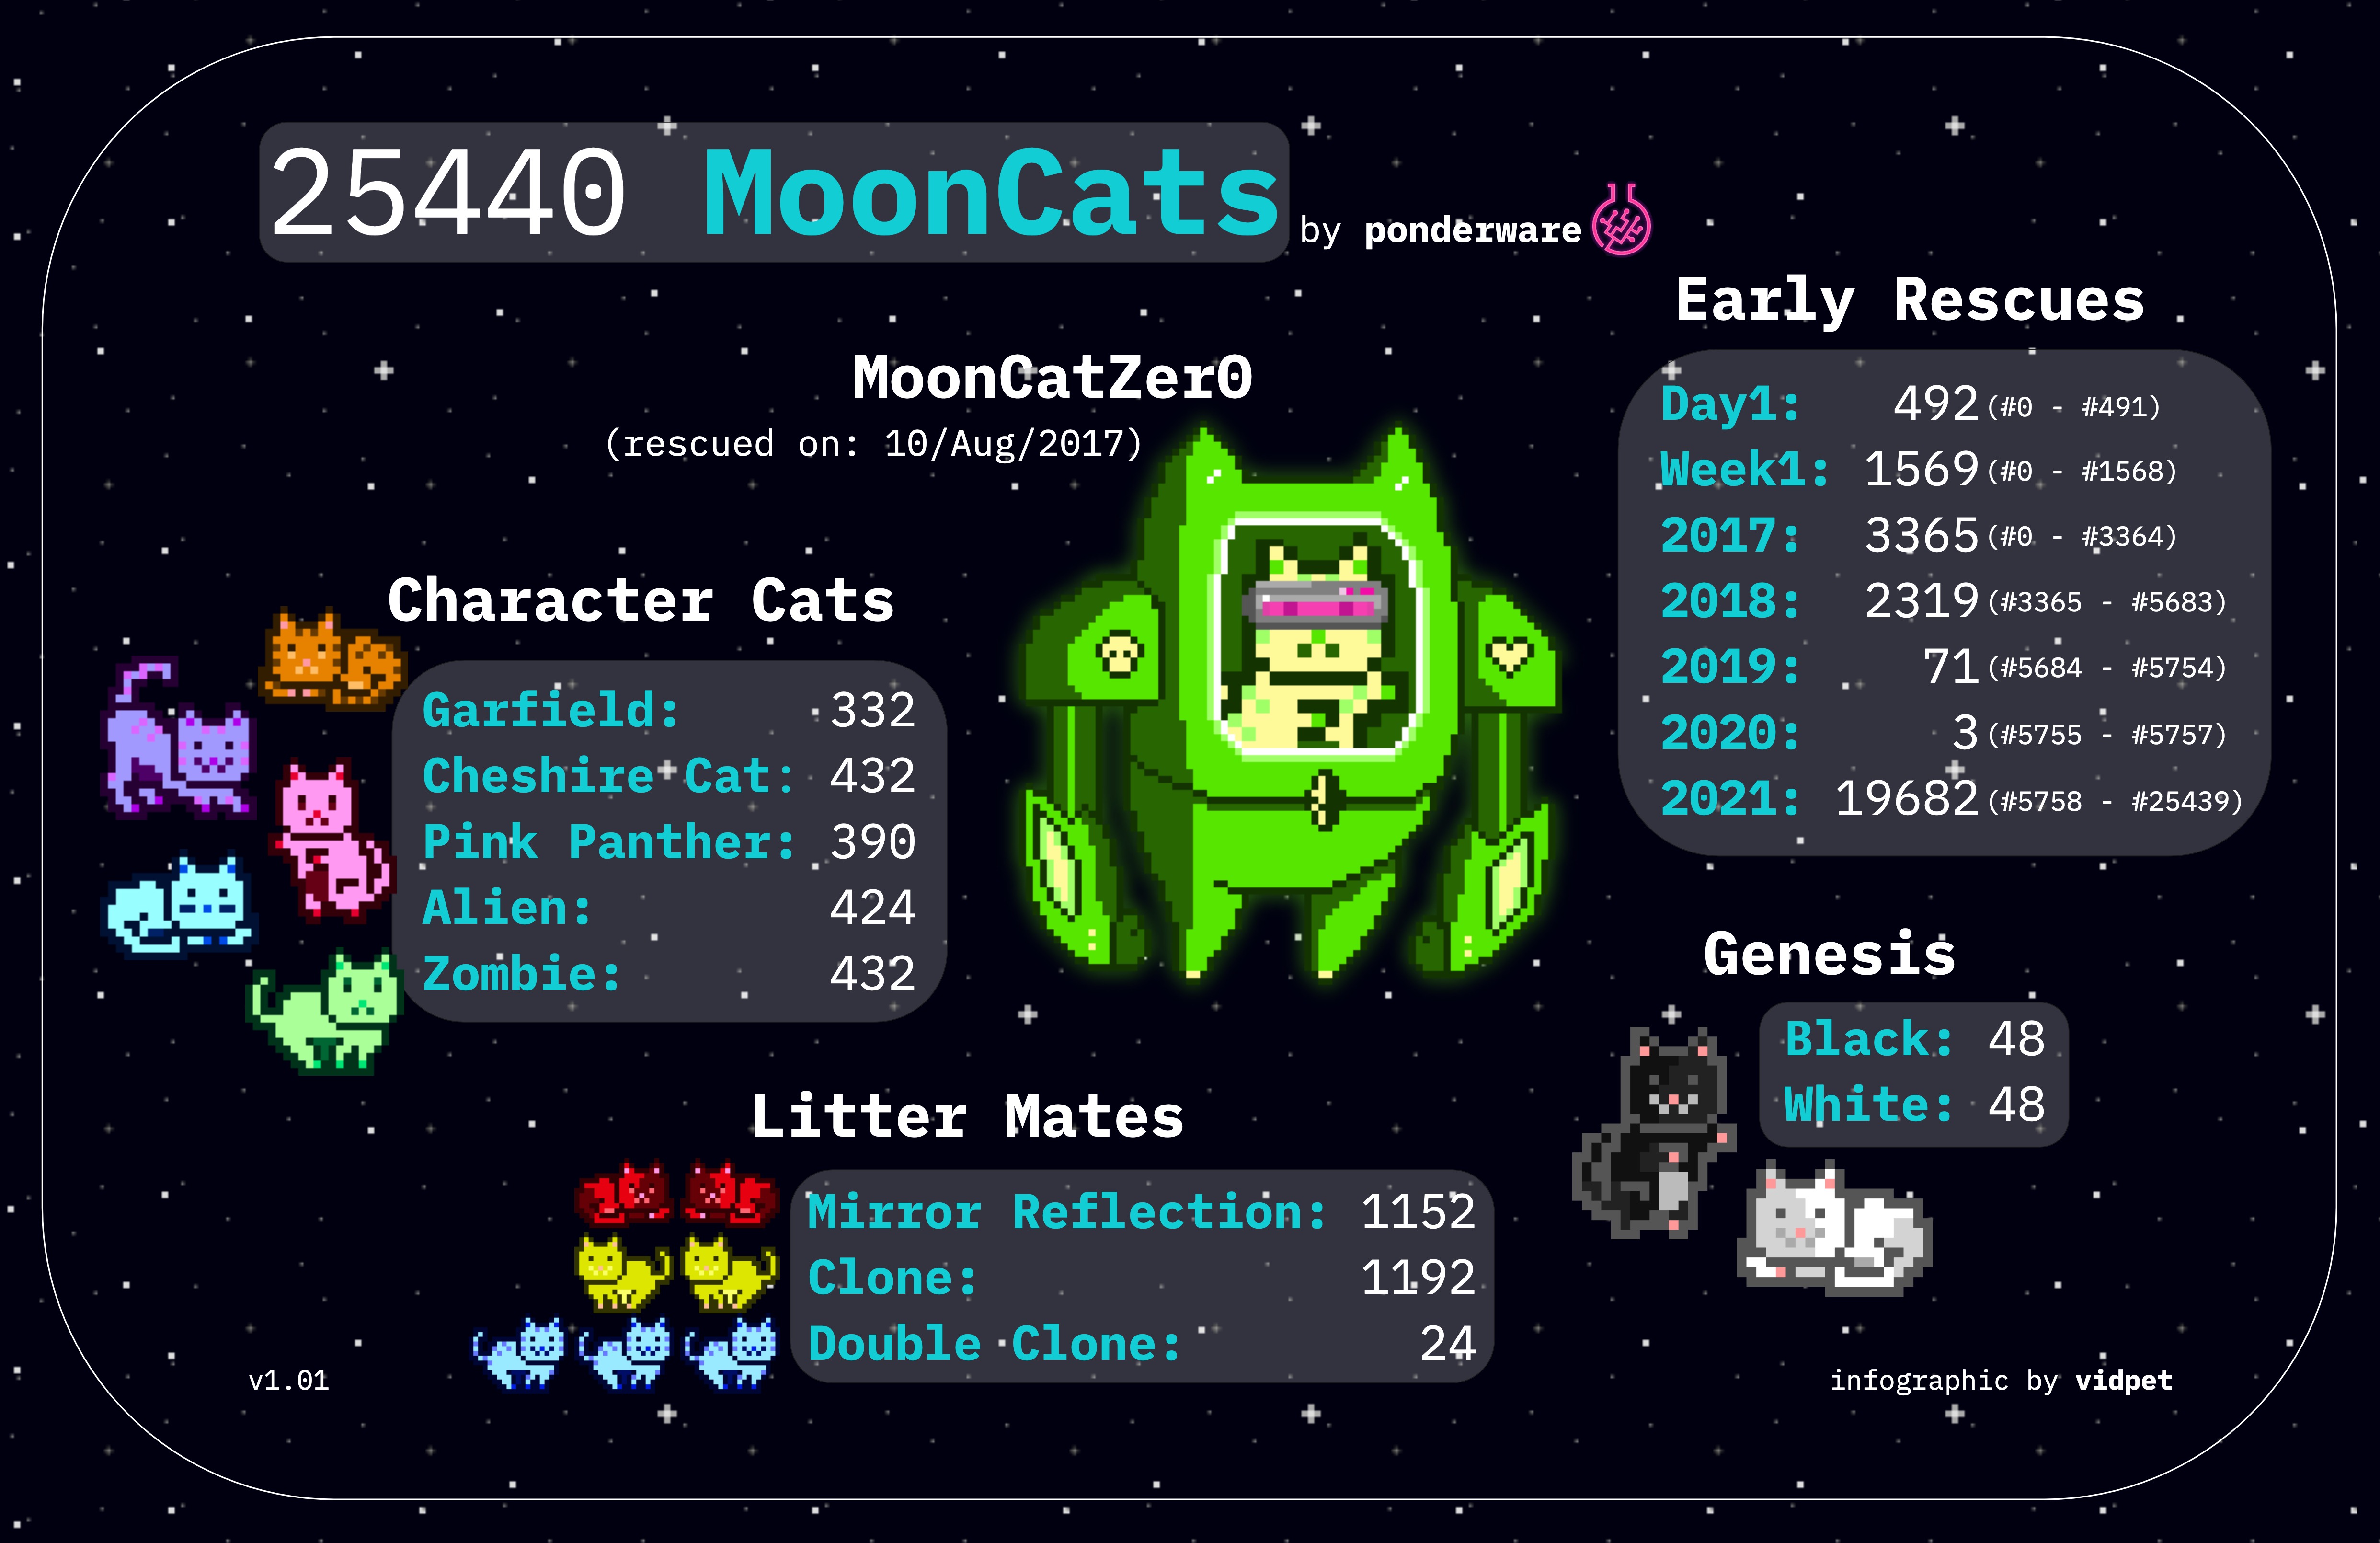 25440 MoonCats
by ponderware
MoonCatZer0
(rescued on: 10/Aug/2017)
Early Rescues
Day1: 492 (#0 - #491)
Week1: 1569 (#0 - #1568)
2017: 3365 (#0 - #3364)
2018: 2319 (#3365 - #5683)
2019: 71 (#5684 - #5754)
2020: 3 (#5755 - #5757)
2021: 19682 (#5758 - #25439)
Character Cats
Garfield: 332
Cheshire Cat: 432
Pink Panther: 390
Alien: 424
Zombie: 432
Genesis
Black: 48
White: 48
Litter Mates
Mirror Reflection: 1152
Clone: 1192
Double Clone: 24
v1.01
infographic by vidpet